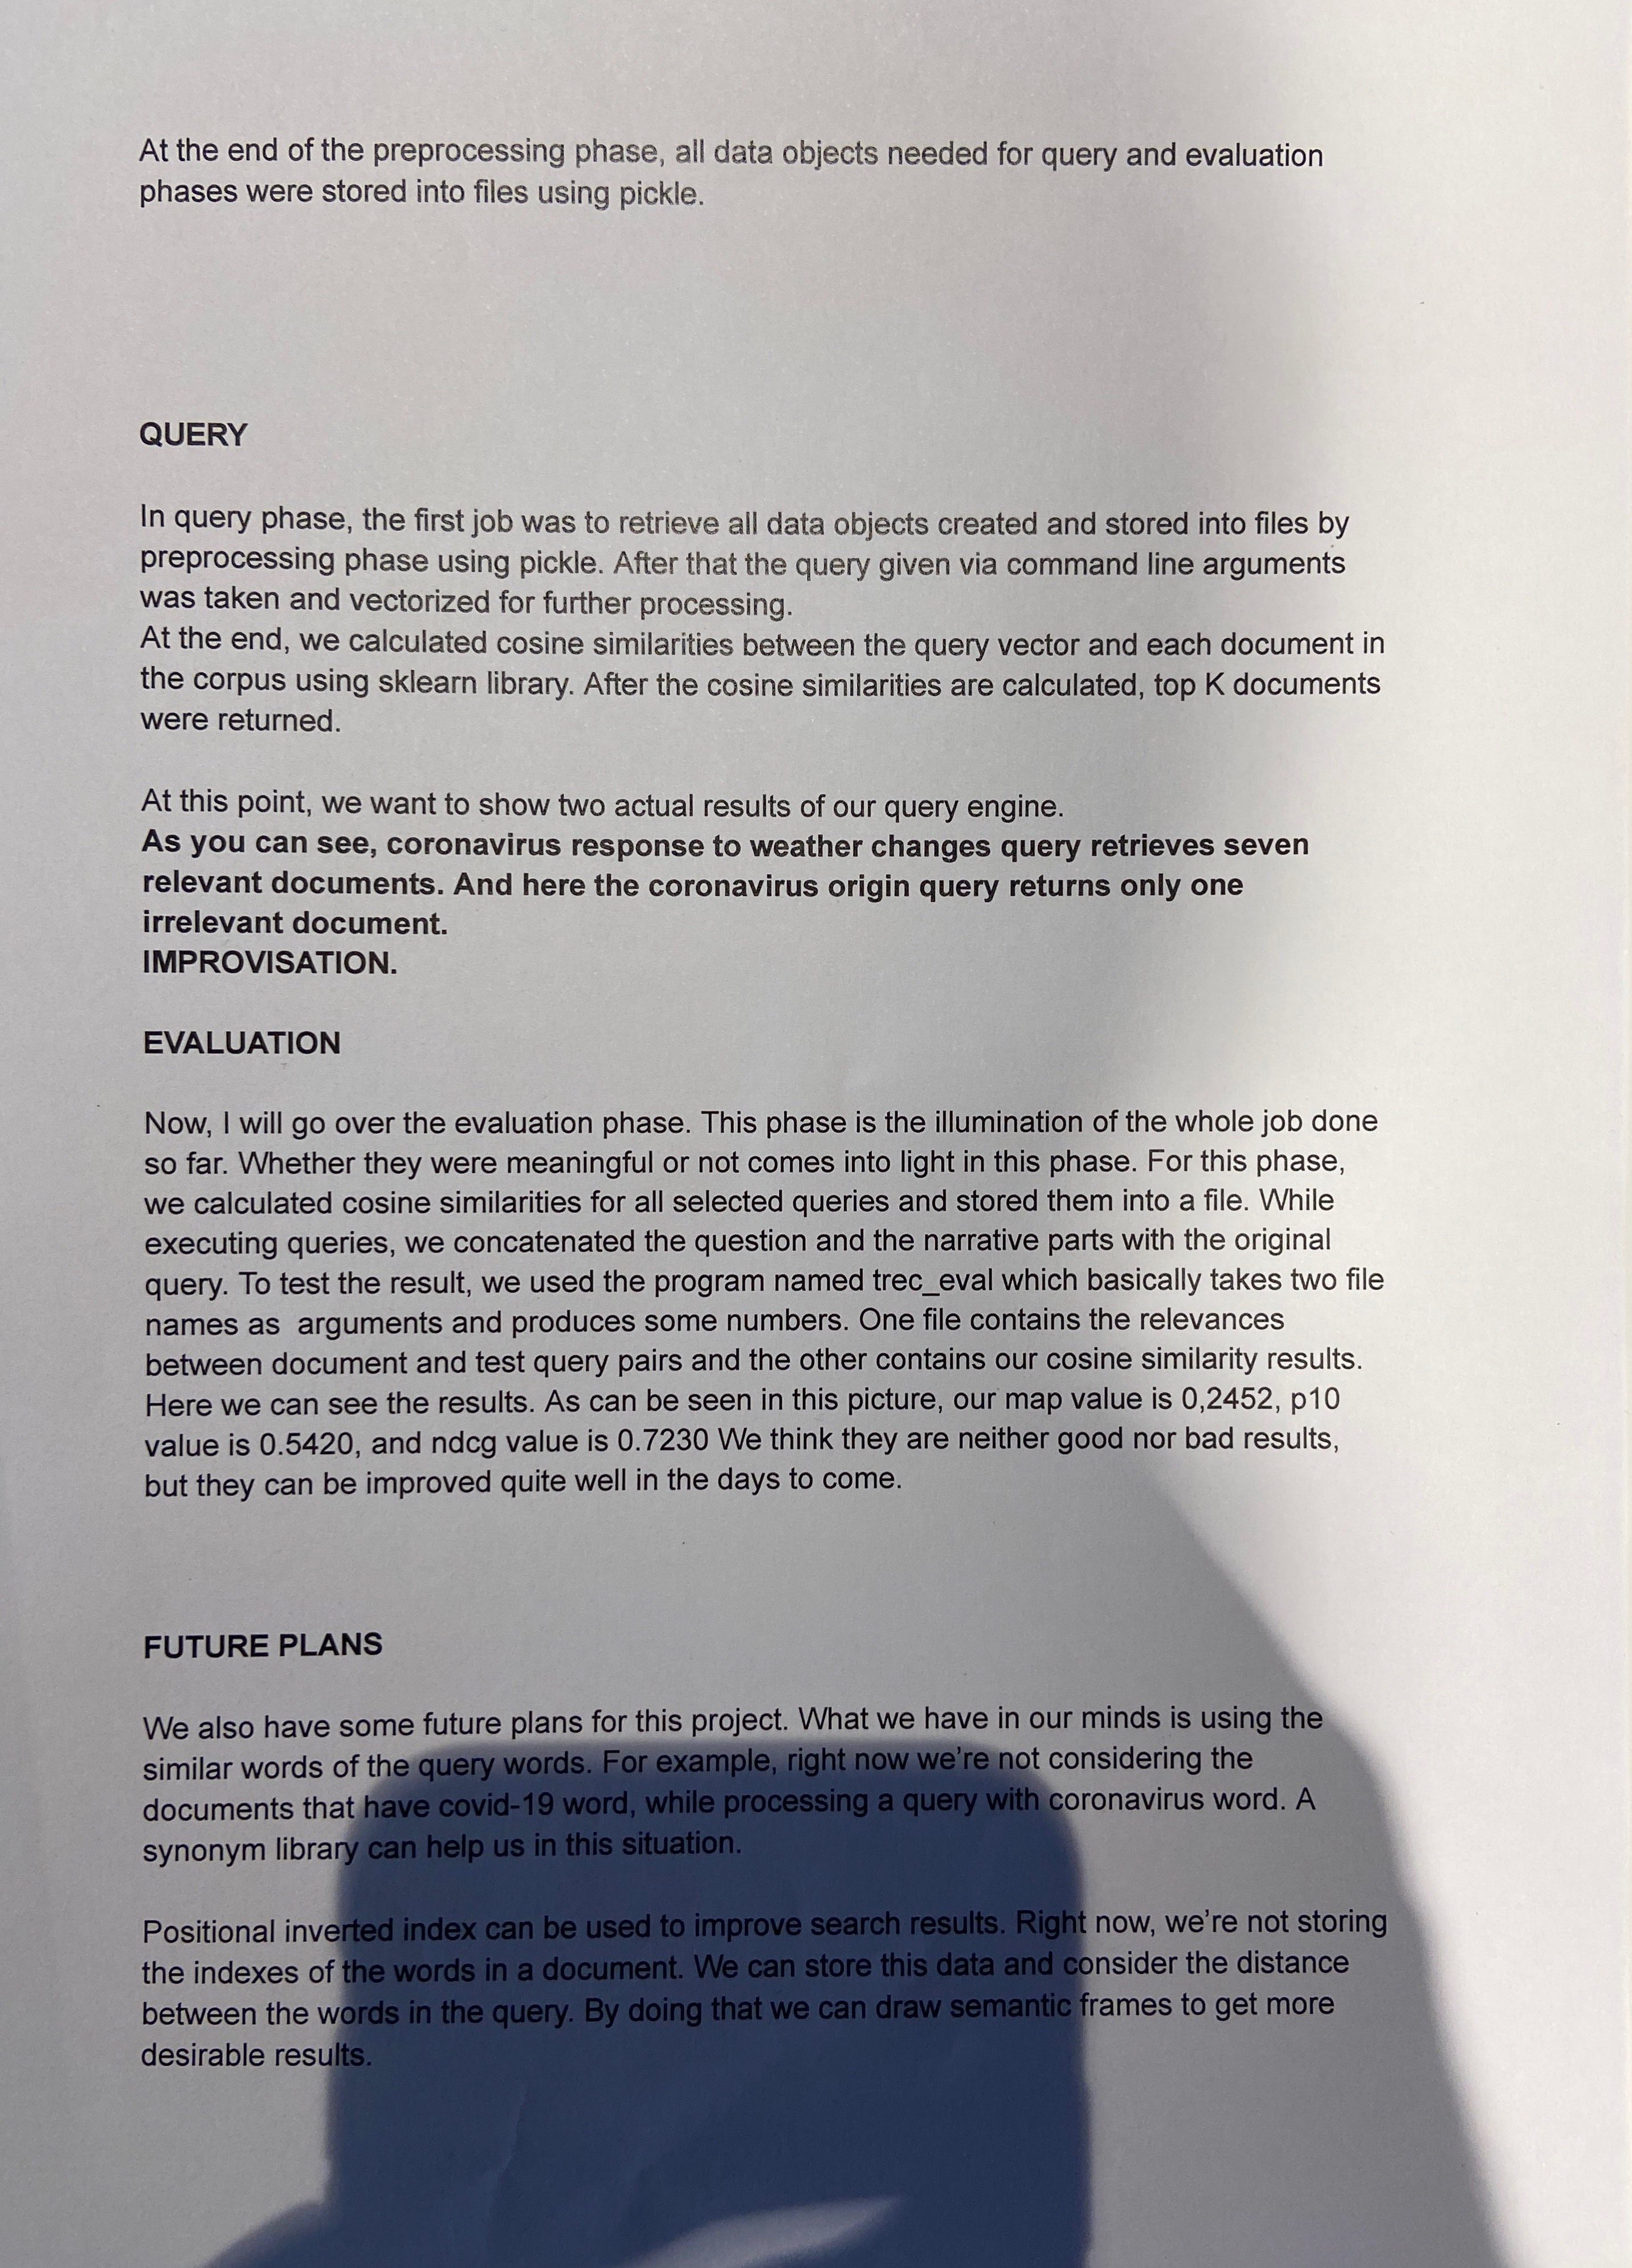 At the end of the preprocessing phase, all data objects needed for query and evaluation
phases were stored into files using pickle.
QUERY
In query phase, the first job was to retrieve all data objects created and stored into files by
preprocessing phase using pickle. After that the query given via command line arguments
was taken and vectorized for further processing.
At the end, we calculated cosine similarities between the query vector and each document in
the corpus using sklearn library. After the cosine similarities are calculated, top K documents
were returned.
At this point, we want to show two actual results of our query engine.
As you can see, coronavirus response to weather changes query retrieves seven
relevant documents. And here the coronavirus origin query returns only one
irrelevant document.
IMPROVISATION.
EVALUATION
Now, I will go over the evaluation phase. This phase is the illumination of the whole job done
so far. Whether they were meaningful or not comes into light in this phase. For this phase,
we calculated cosine similarities for all selected queries and stored them into a file. While
executing queries, we concatenated the question and the narrative parts with the original
query. To test the result, we used the program named trec_eval which basically takes two file
names as  arguments and produces some numbers. One file contains the relevances
between document and test query pairs and the other contains our cosine similarity results.
Here we can see the results. As can be seen in this picture, our map value is 0,2452, p10
value is 0.5420, and ndcg value is 0.7230 We think they are neither good nor bad results,
but they can be improved quite well in the days to come.
FUTURE PLANS
We also have some future plans for this project. What we have in our minds is using the
similar words of the query words. For example, right now we're not considering the
documents that have covid-19 word, while processing a query with coronavirus word. A
synonym library can help us in this situation.
Positional inverted index can be used to improve search results. Right now, we're not storing
the indexes of the words in a document. We can store this data and consider the distance
between the words in the query. By doing that we can draw semantic frames to get more
desirable results.